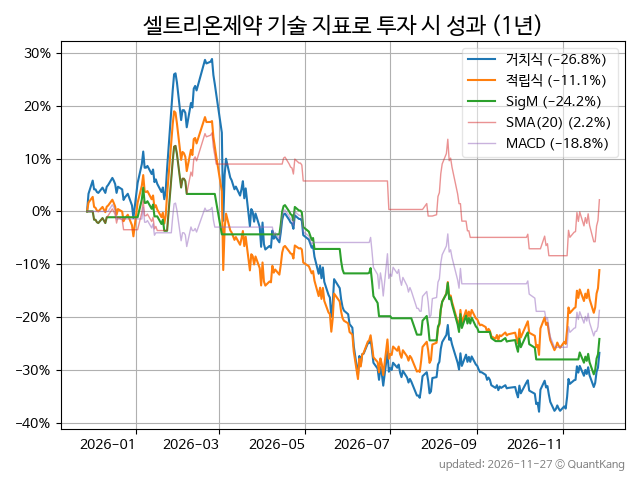 셀트리온제약 기술 지표로 투자 시 성과 (1년)
거치식 (−26.8%)
적립식 (−11.1%)
SigM (−24.2%)
SMA(20) (2.2%)
MACD (−18.8%)
30%
20%
10%
0%
−10%
−20%
−30%
−40%
2026-01 2026-03 2026-05 2026-07 2026-09 2026-11
updated: 2026-11-27 © QuantKang